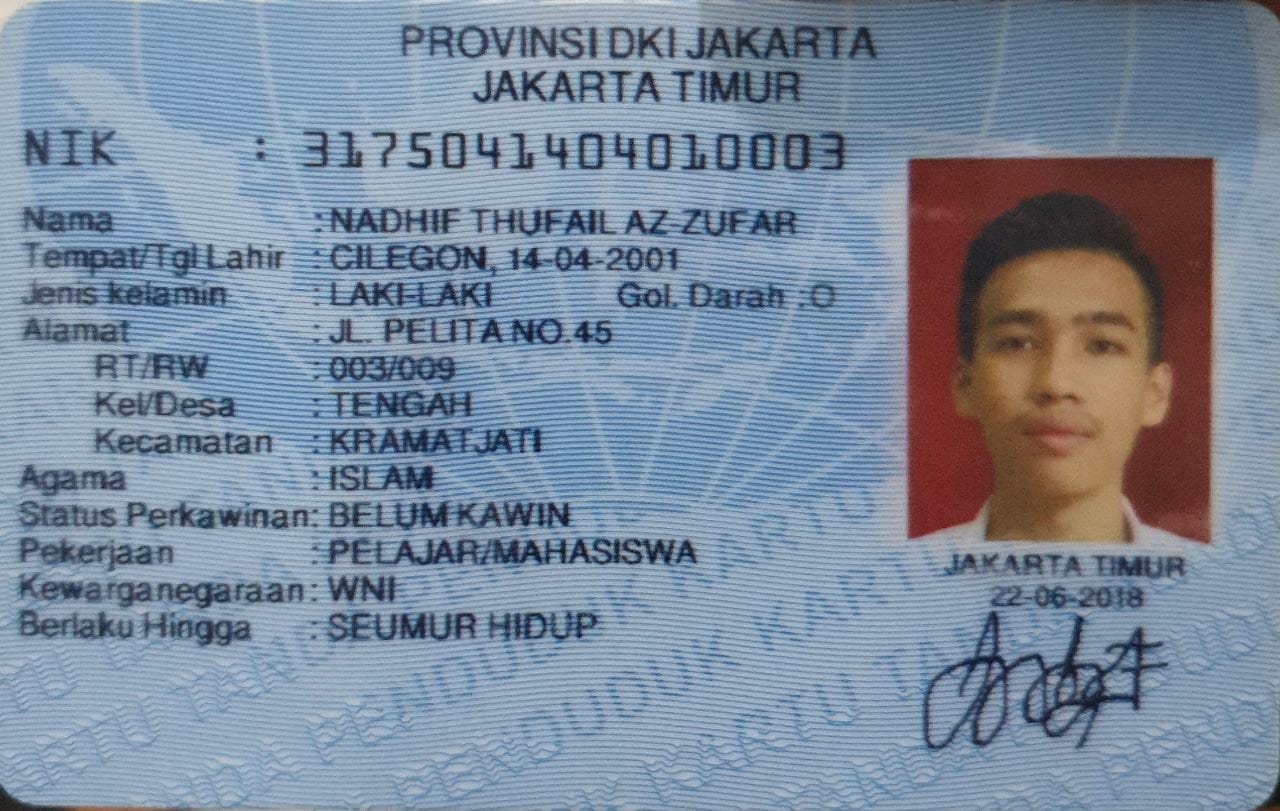 PROVINSI DKI JAKARTA
JAKARTA TIMUR
NIK : 3175041404010003
Nama : NADHIF THUFAIL AZ-ZUFAR
Tempat/Tgl Lahir : CILEGON, 14-04-2001
Jenis kelamin : LAKI-LAKI Gol. Darah : O
Alamat : JL. PELITA NO.45
RT/RW : 003/009
Kel/Desa : TENGAH
Kecamatan : KRAMATJATI
Agama : ISLAM
Status Perkawinan: BELUM KAWIN
Pekerjaan : PELAJAR/MAHASISWA
Kewarganegaraan: WNI
Berlaku Hingga : SEUMUR HIDUP
JAKARTA TIMUR
22-06-2018